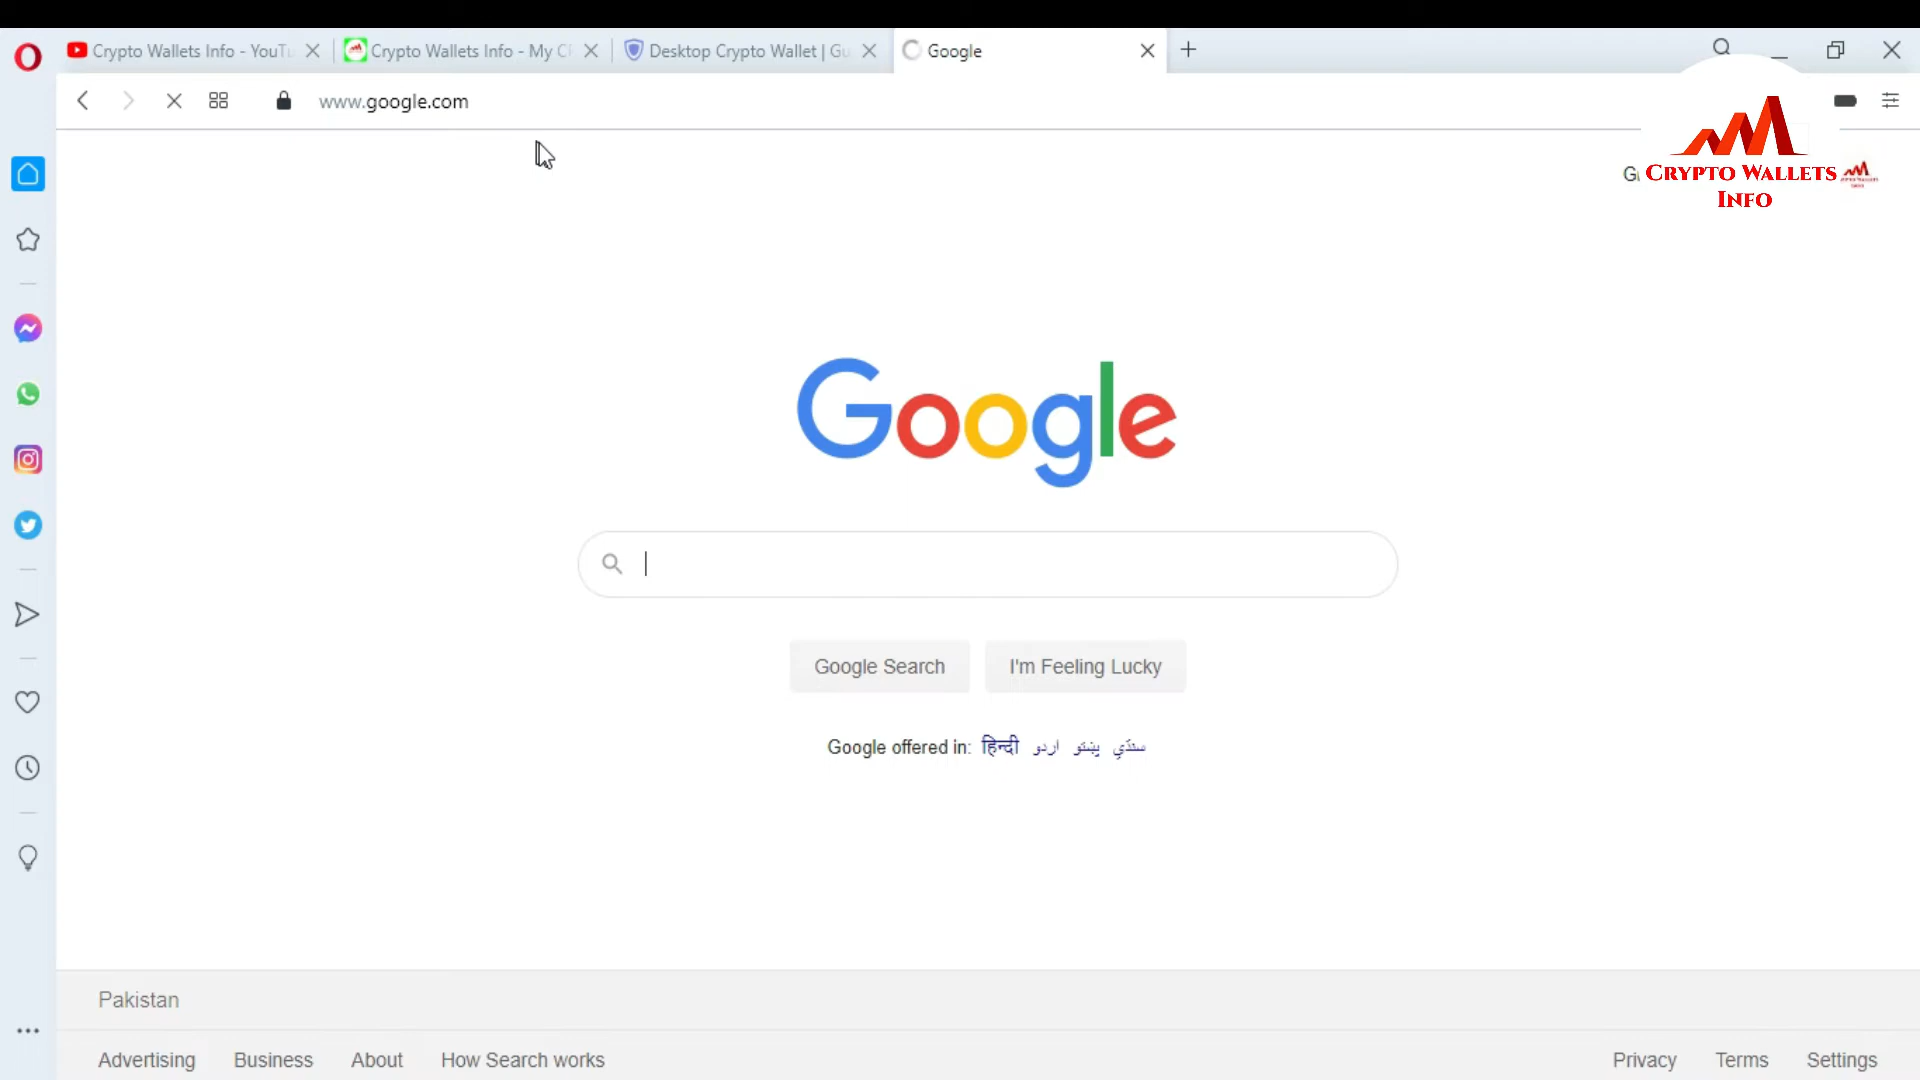 Crypto Wallets Info - YouTu
Crypto Wallets Info - My C
Desktop Crypto Wallet | Gu
Google
www.google.com
G
CRYPTO WALLETS
INFO
Google
Google Search
I'm Feeling Lucky
Google offered in: हिन्दी اردو پښتو سنڌي
Pakistan
Advertising
Business
About
How Search works
Privacy
Terms
Settings